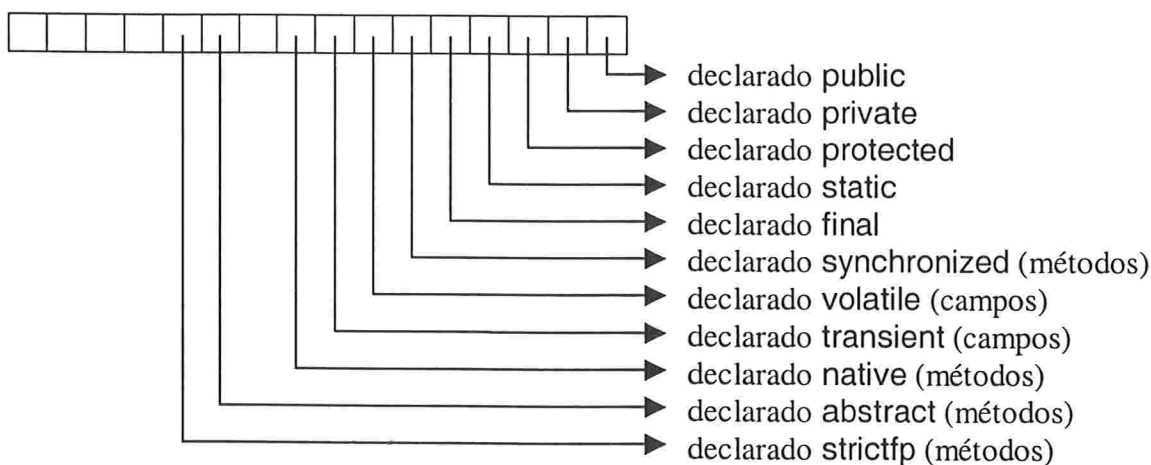 declarado public
declarado private
declarado protected
declarado static
declarado final
declarado synchronized (métodos)
declarado volatile (campos)
declarado transient (campos)
declarado native (métodos)
declarado abstract (métodos)
declarado strictfp (métodos)